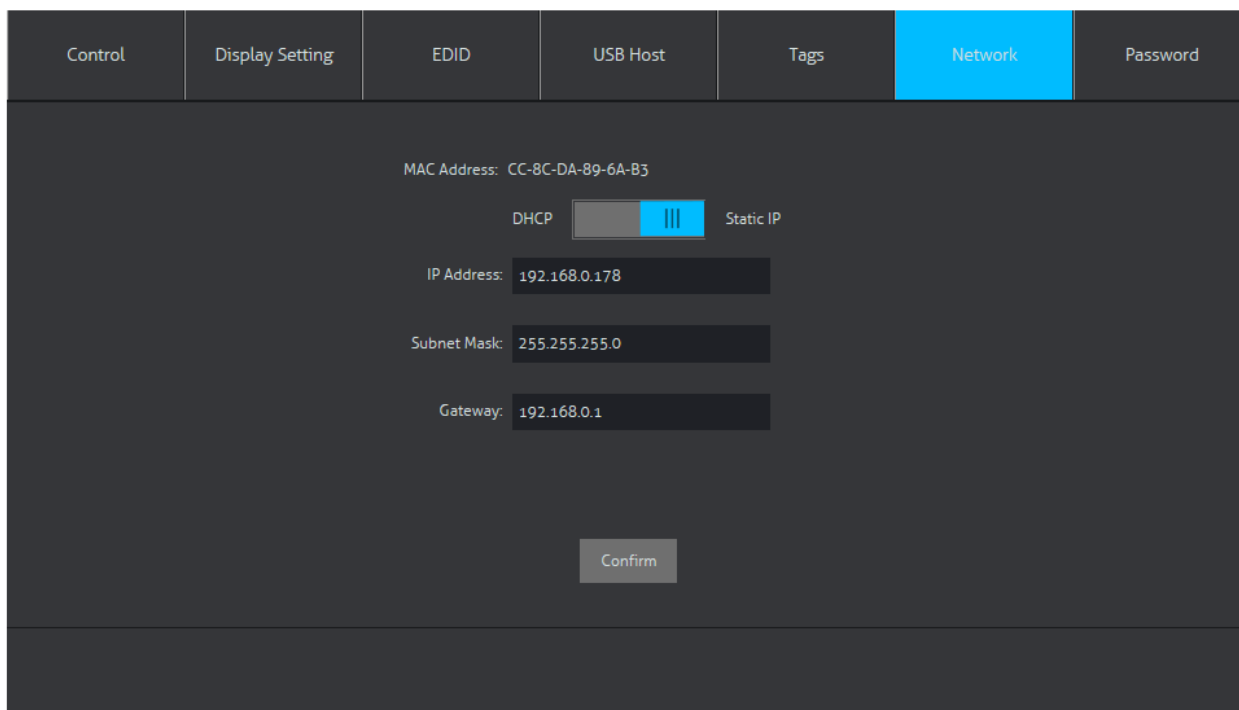 Control Display Setting EDID USB Host Tags Network Password
MAC Address: CC-8C-DA-89-6A-B3
DHCP Static IP
IP Address: 192.168.0.178
Subnet Mask: 255.255.255.0
Gateway: 192.168.0.1
Confirm